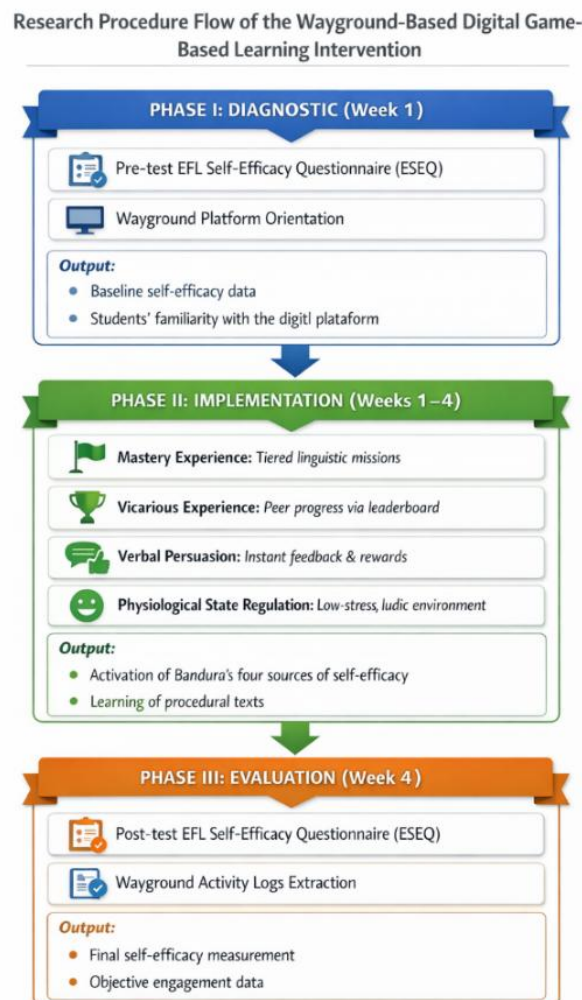 Research Procedure Flow of the Wayground-Based Digital Game-
Based Learning Intervention
PHASE I: DIAGNOSTIC (Week 1)
Pre-test EFL Self-Efficacy Questionnaire (ESEQ)
Wayground Platform Orientation
Output:
• Baseline self-efficacy data
• Students' familiarity with the digitl plataform
PHASE II: IMPLEMENTATION (Weeks 1–4)
Mastery Experience: Tiered linguistic missions
Vicarious Experience: Peer progress via leaderboard
Verbal Persuasion: Instant feedback & rewards
Physiological State Regulation: Low-stress, ludic environment
Output:
• Activation of Bandura's four sources of self-efficacy
• Learning of procedural texts
PHASE III: EVALUATION (Week 4)
Post-test EFL Self-Efficacy Questionnaire (ESEQ)
Wayground Activity Logs Extraction
Output:
• Final self-efficacy measurement
• Objective engagement data